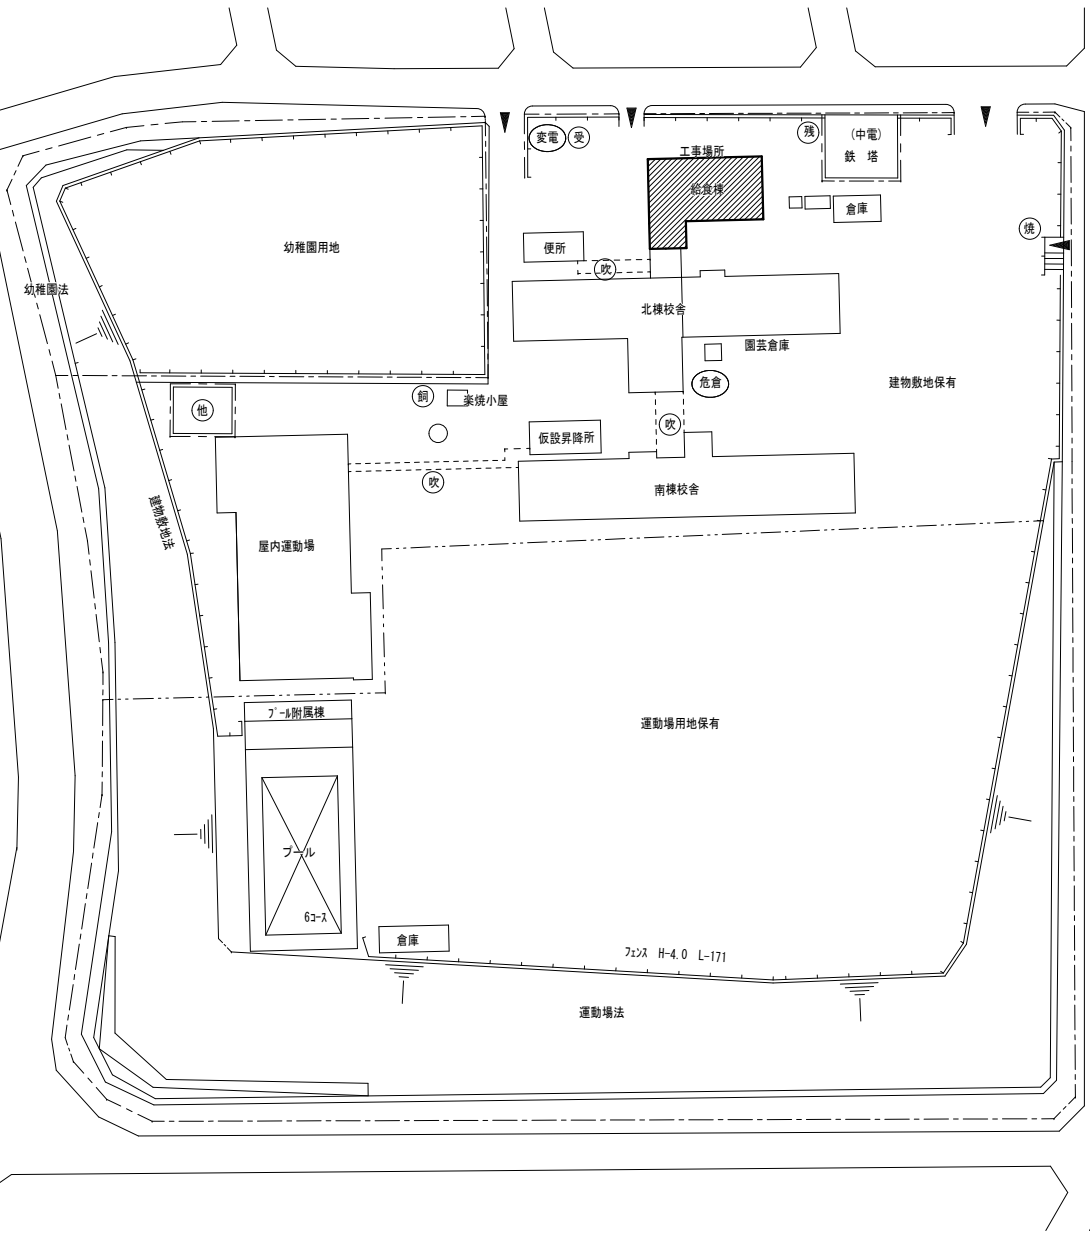 変電
受
残
(中電)
鉄 塔
工事場所
給食棟
倉庫
焼
便所
吹
幼稚園用地
幼稚園法
北棟校舎
園芸倉庫
危倉
建物敷地保有
飼
楽焼小屋
他
吹
仮設昇降所
吹
南棟校舎
建物敷地法
屋内運動場
プール附属棟
運動場用地保有
プール
6コース
倉庫
フェンス H-4.0 L-171
運動場法